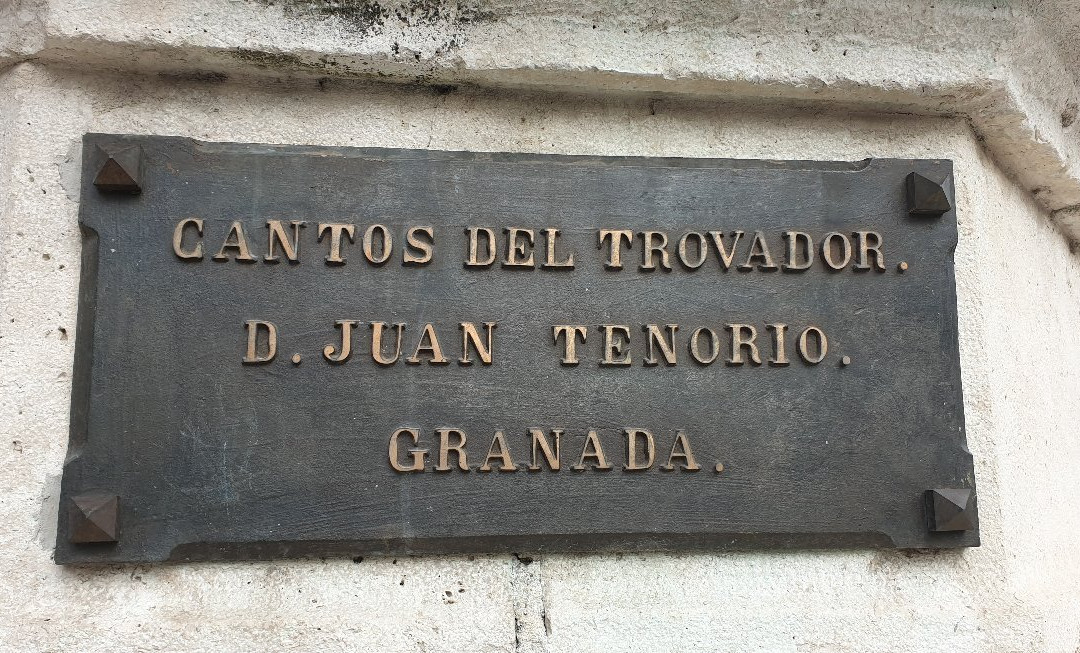 CANTOS DEL TROVADOR.
D. JUAN TENORIO.
GRANADA.